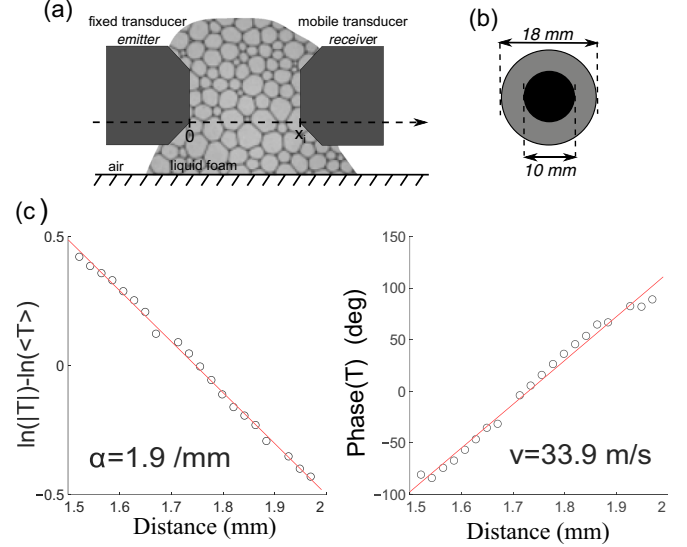 (a)
fixed transducer
emitter
mobile transducer
receiver
0
xi
air
liquid foam
(b)
18 mm
10 mm
(c)
ln(|T|)-ln(<T>)
0.5
0
−0.5
α=1.9 /mm
1.5 1.6 1.7 1.8 1.9 2
Distance (mm)
Phase(T) (deg)
150
100
50
0
−50
−100
v=33.9 m/s
1.5 1.6 1.7 1.8 1.9 2
Distance (mm)